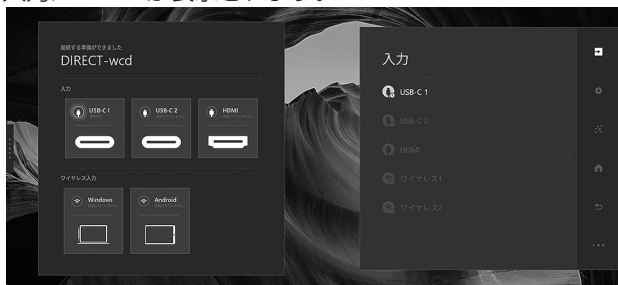 接続する準備ができました
DIRECT-wcd
入力
USB-C 1
USB-C 2
HDMI
ワイヤレス入力
Windows
Android
入力
USB-C 1
USB-C 2
HDMI
ワイヤレス1
ワイヤレス2